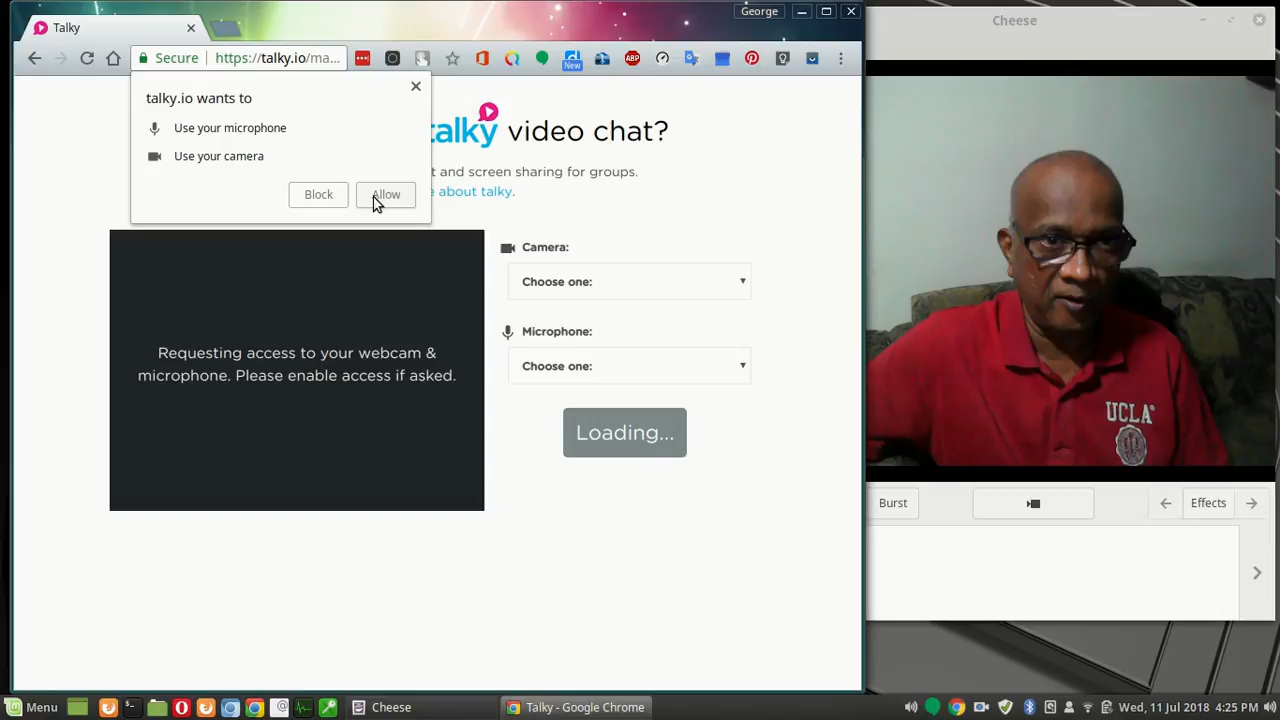 Talky
George
Cheese
Secure
https://talky.io/ma...
ABP
New
talky.io wants to
Use your microphone
Use your camera
Block
Allow
talky video chat?
t and screen sharing for groups.
e about talky.
Requesting access to your webcam &
microphone. Please enable access if asked.
Camera:
Choose one:
Microphone:
Choose one:
Loading...
UCLA
Burst
Effects
Menu
Cheese
Talky - Google Chrome
Wed, 11 Jul 2018 4:25 PM